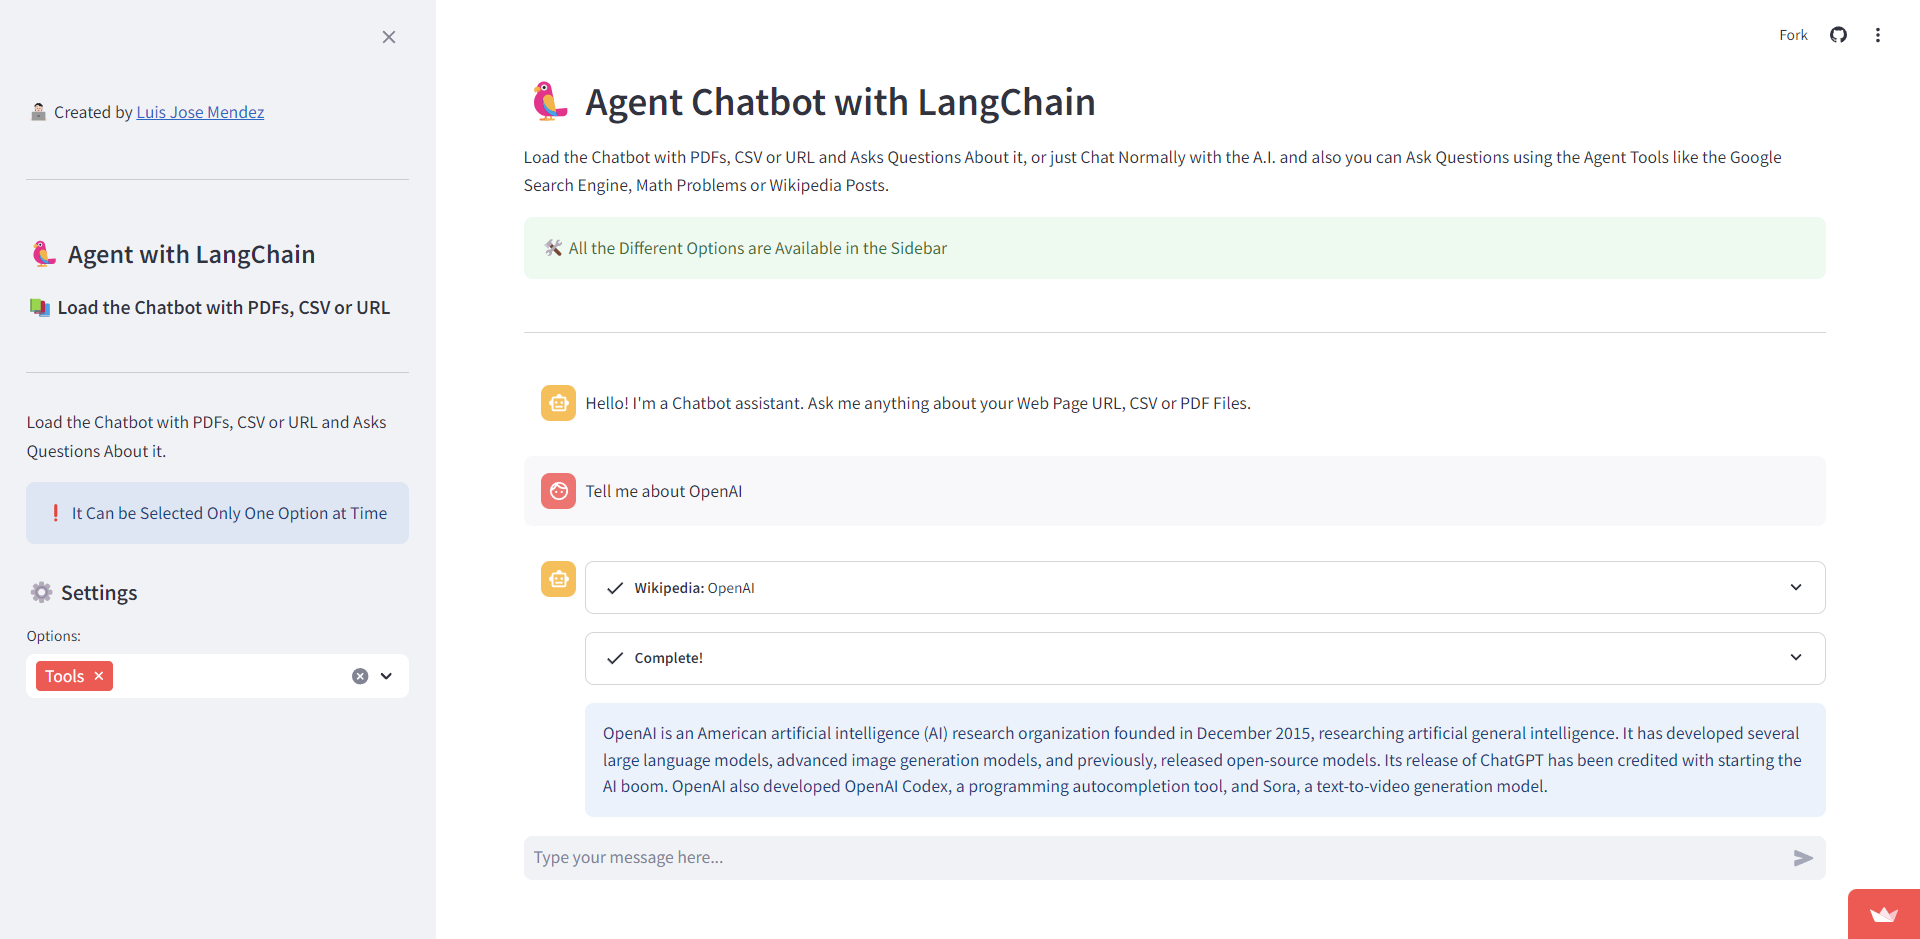 Created by Luis Jose Mendez
Agent with LangChain
Load the Chatbot with PDFs, CSV or URL
Load the Chatbot with PDFs, CSV or URL and Asks
Questions About it.
It Can be Selected Only One Option at Time
Settings
Options:
Tools
Fork
Agent Chatbot with LangChain
Load the Chatbot with PDFs, CSV or URL and Asks Questions About it, or just Chat Normally with the A.I. and also you can Ask Questions using the Agent Tools like the Google
Search Engine, Math Problems or Wikipedia Posts.
All the Different Options are Available in the Sidebar
Hello! I'm a Chatbot assistant. Ask me anything about your Web Page URL, CSV or PDF Files.
Tell me about OpenAI
Wikipedia: OpenAI
Complete!
OpenAI is an American artificial intelligence (AI) research organization founded in December 2015, researching artificial general intelligence. It has developed several
large language models, advanced image generation models, and previously, released open-source models. Its release of ChatGPT has been credited with starting the
AI boom. OpenAI also developed OpenAI Codex, a programming autocompletion tool, and Sora, a text-to-video generation model.
Type your message here...